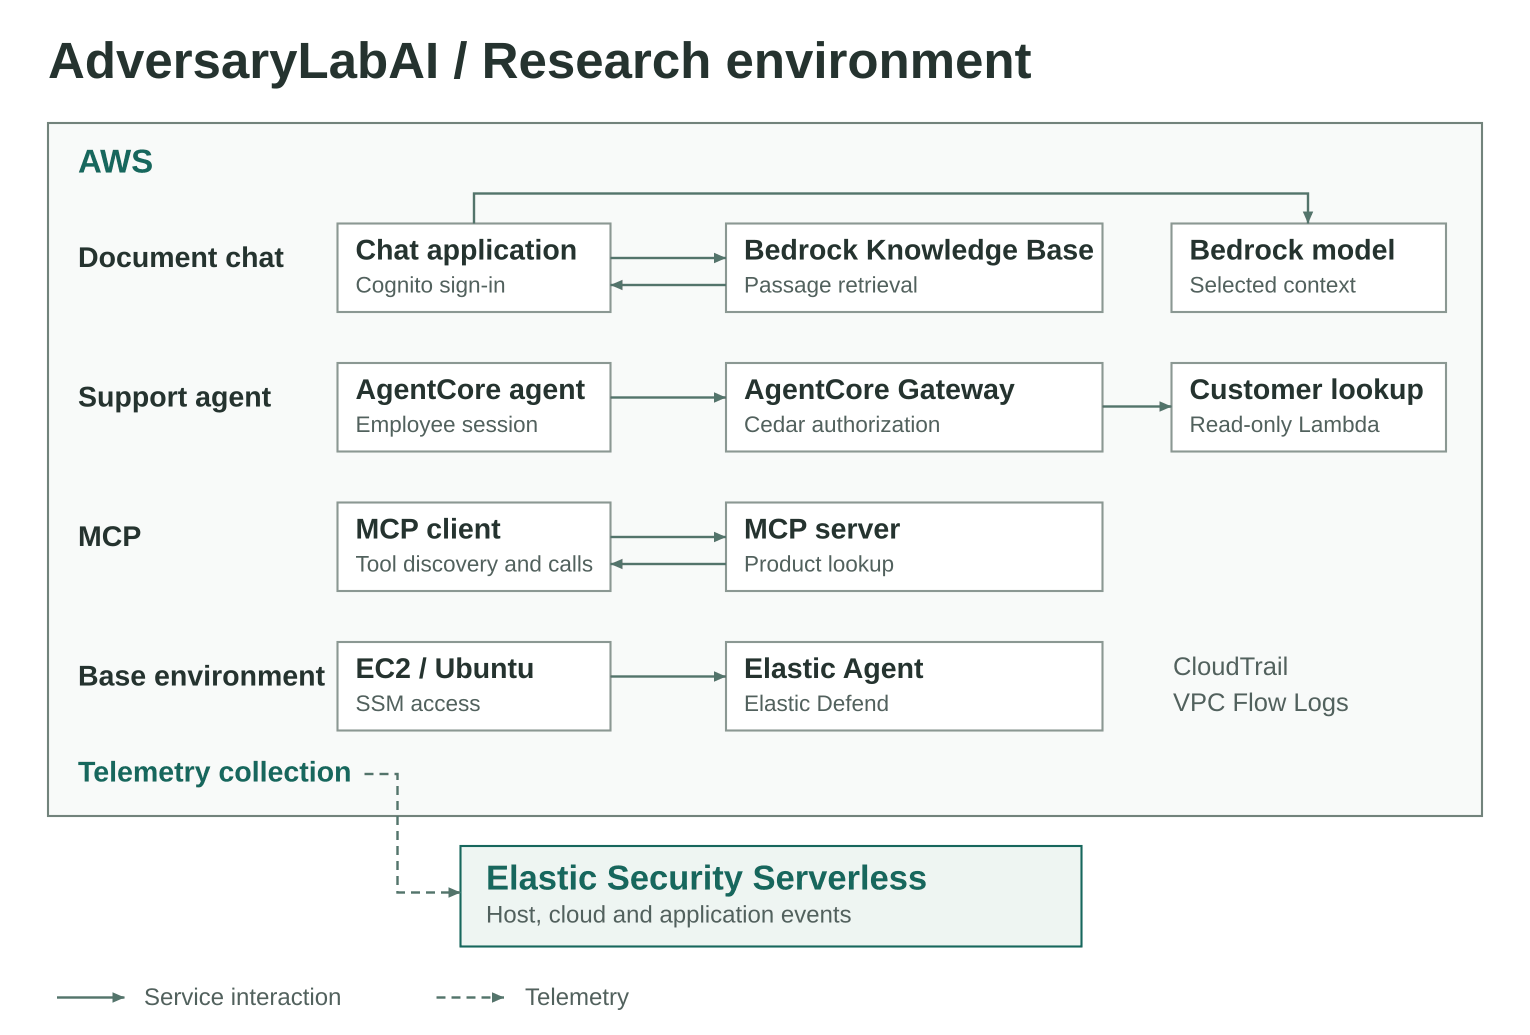 AdversaryLabAI / Research environment
AWS
Document chat
Chat application
Cognito sign-in
Bedrock Knowledge Base
Passage retrieval
Bedrock model
Selected context
Support agent
AgentCore agent
Employee session
AgentCore Gateway
Cedar authorization
Customer lookup
Read-only Lambda
MCP
MCP client
Tool discovery and calls
MCP server
Product lookup
Base environment
EC2 / Ubuntu
SSM access
Elastic Agent
Elastic Defend
CloudTrail
VPC Flow Logs
Telemetry collection
Elastic Security Serverless
Host, cloud and application events
Service interaction
Telemetry